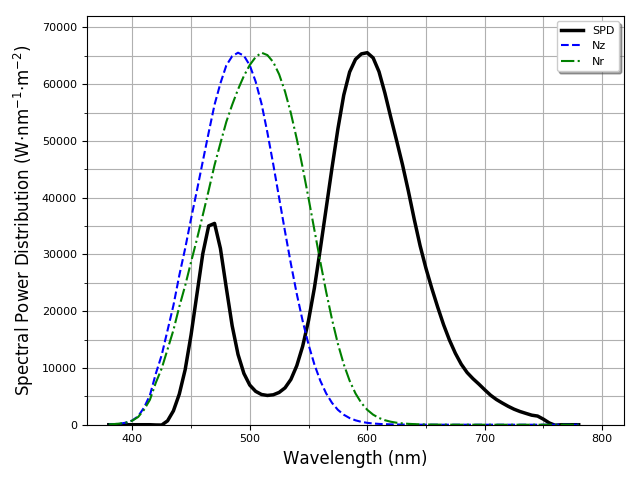 70000
60000
50000
40000
30000
20000
10000
0
Spectral Power Distribution (W·nm⁻¹·m⁻²)
SPD
Nz
Nr
400 500 600 700 800
Wavelength (nm)